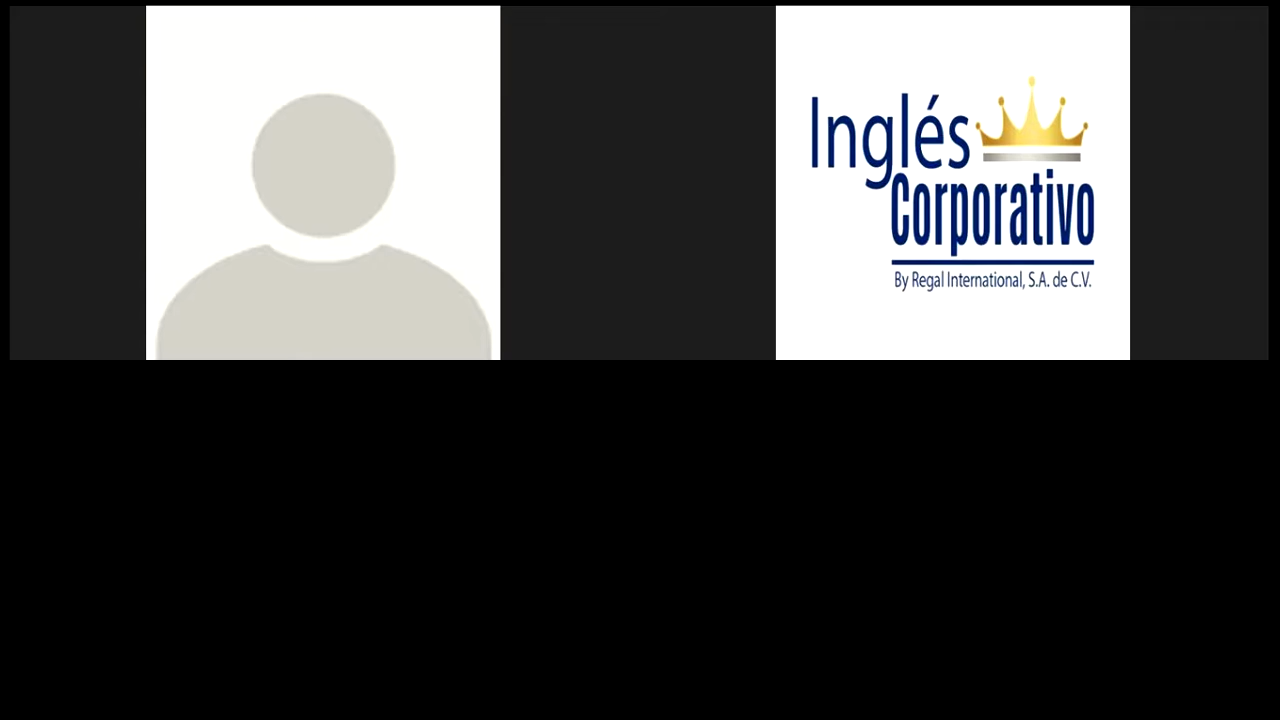 Inglés
Corporativo
By Regal International, S.A. de C.V.